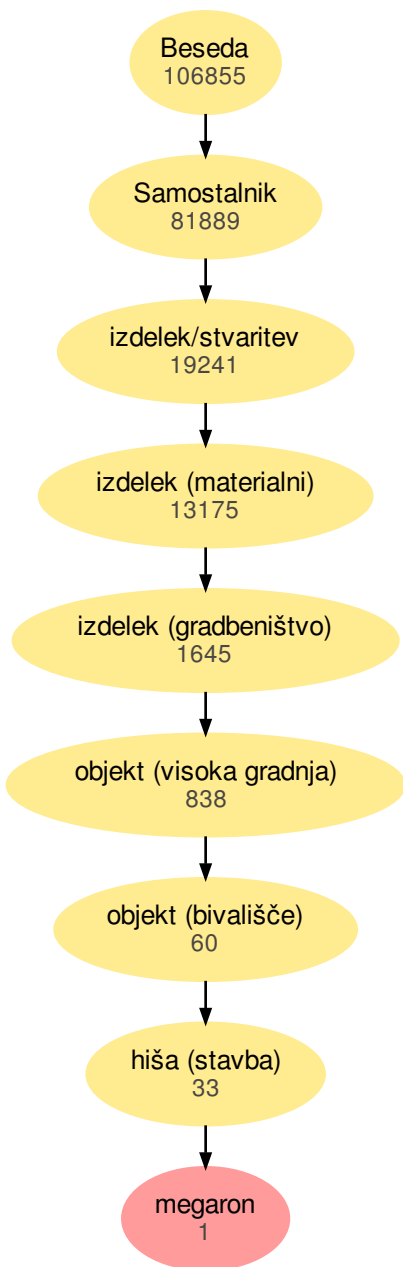 Beseda
106855
Samostalnik
81889
izdelek/stvaritev
19241
izdelek (materialni)
13175
izdelek (gradbeništvo)
1645
objekt (visoka gradnja)
838
objekt (bivališče)
60
hiša (stavba)
33
megaron
1